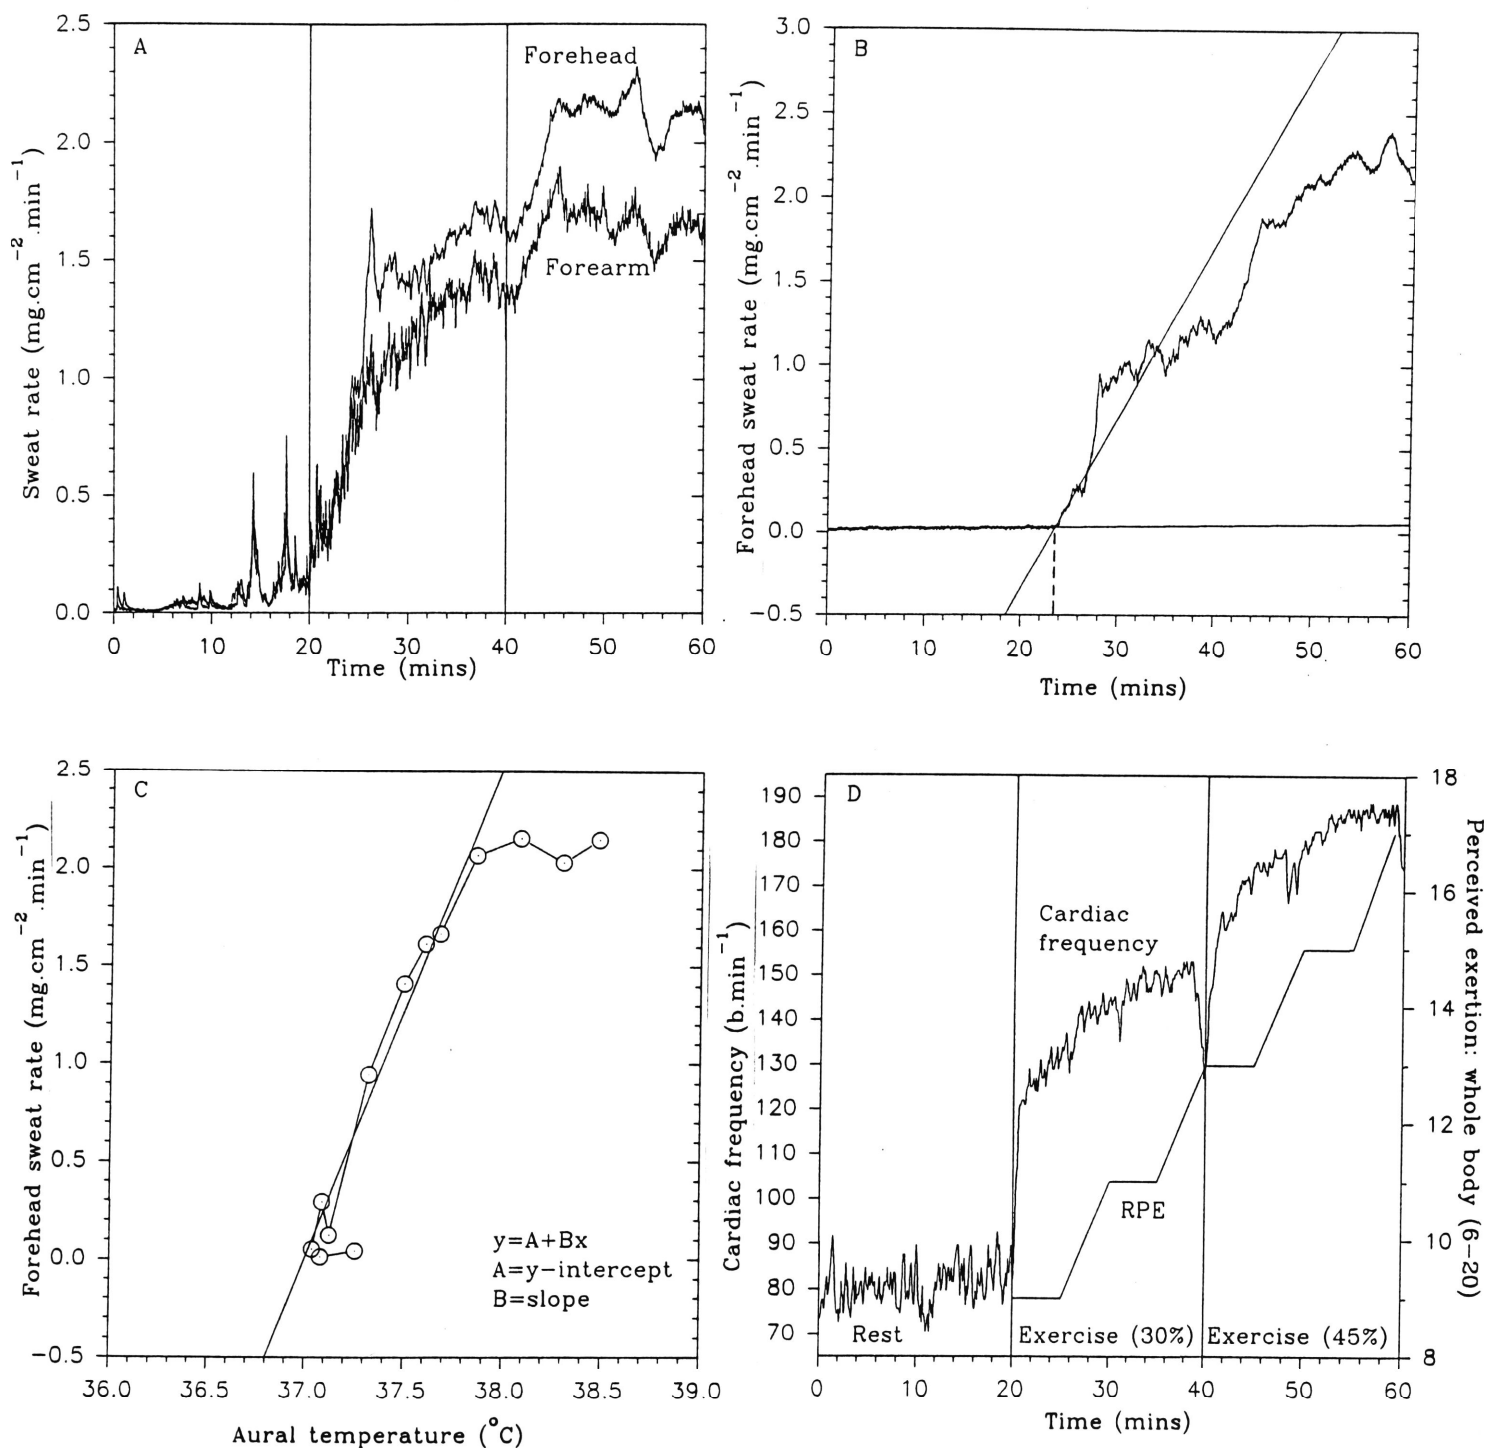 A
Forehead
Forearm
Sweat rate (mg.cm−2.min−1)
2.5
2.0
1.5
1.0
0.5
0.0
0 10 20 30 40 50 60
Time (mins)
B
Forehead sweat rate (mg.cm−2.min−1)
3.0
2.5
2.0
1.5
1.0
0.5
0.0
−0.5
0 10 20 30 40 50 60
Time (mins)
C
Forehead sweat rate (mg.cm−2.min−1)
2.5
2.0
1.5
1.0
0.5
0.0
−0.5
y=A+Bx
A=y−intercept
B=slope
36.0 36.5 37.0 37.5 38.0 38.5 39.0
Aural temperature (°C)
D
Cardiac frequency (b.min−1)
190
180
170
160
150
140
130
120
110
100
90
80
70
Cardiac
frequency
RPE
Rest
Exercise (30%)
Exercise (45%)
18
16
14
12
10
8
Perceived exertion: whole body (6−20)
0 10 20 30 40 50 60
Time (mins)